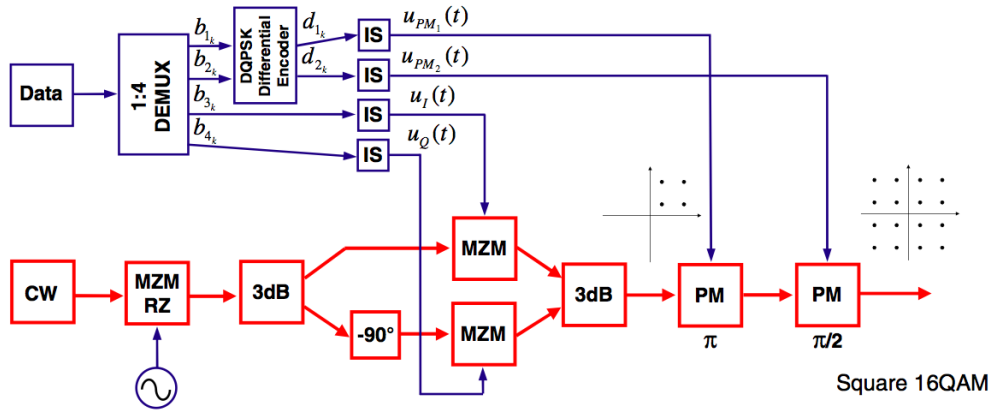 Data
1:4
DEMUX
b1k
b2k
b3k
b4k
DQPSK
Differential
Encoder
d1k
d2k
IS
IS
IS
IS
uPM1(t)
uPM2(t)
uI(t)
uQ(t)
CW
MZM
RZ
3dB
-90°
MZM
MZM
3dB
PM
π
PM
π/2
Square 16QAM